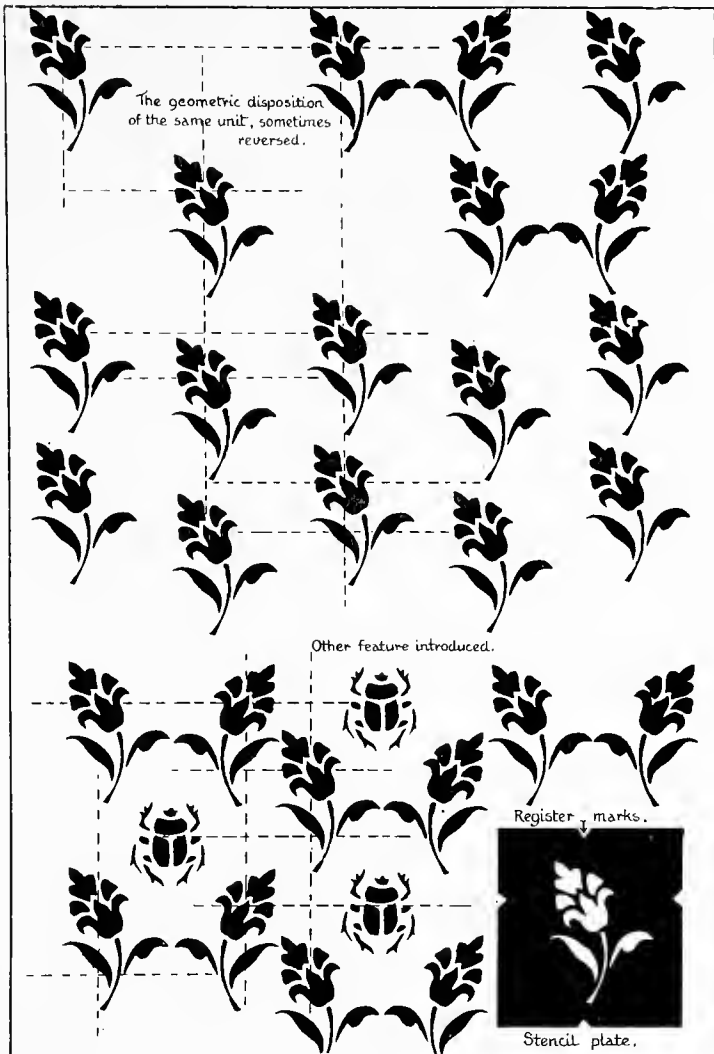 The geometric disposition
of the same unit, sometimes
reversed.
Other feature introduced.
Register marks.
Stencil plate.